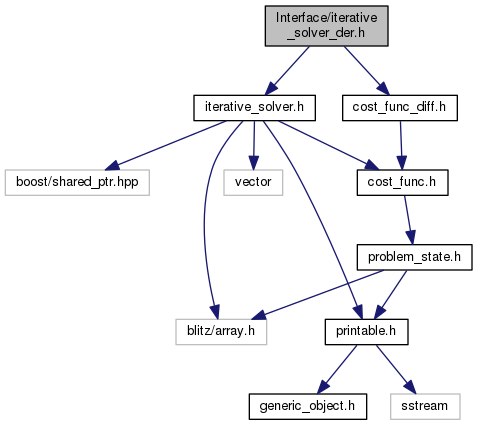 Interface/iterative
_solver_der.h
iterative_solver.h
cost_func_diff.h
boost/shared_ptr.hpp
vector
cost_func.h
problem_state.h
blitz/array.h
printable.h
generic_object.h
sstream